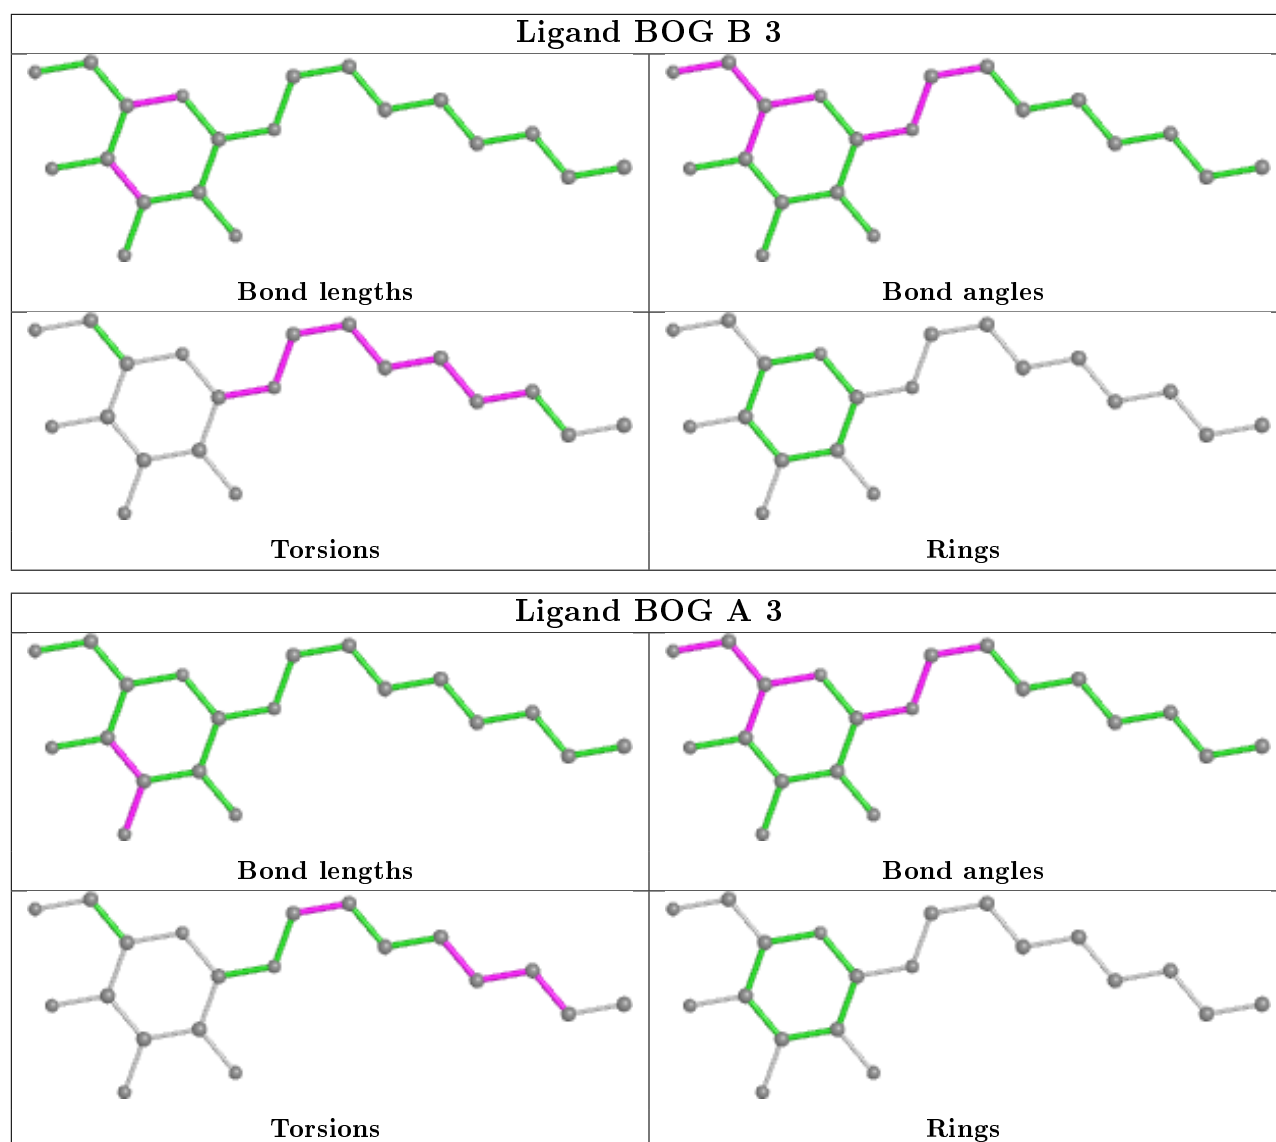 Ligand BOG B 3
Bond lengths
Bond angles
Torsions
Rings
Ligand BOG A 3
Bond lengths
Bond angles
Torsions
Rings